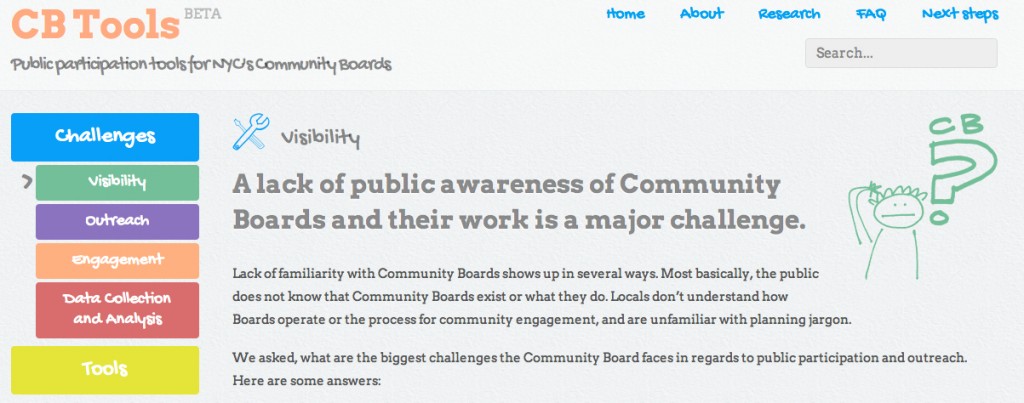 CB Tools BETA
Home About Research FAQ Next steps
Search...
Public participation tools for NYC's Community Boards
Challenges
Visibility
Outreach
Engagement
Data Collection
and Analysis
Tools
Visibility
A lack of public awareness of Community
Boards and their work is a major challenge.
CB
?
Lack of familiarity with Community Boards shows up in several ways. Most basically, the public
does not know that Community Boards exist or what they do. Locals don't understand how
Boards operate or the process for community engagement, and are unfamiliar with planning jargon.
We asked, what are the biggest challenges the Community Board faces in regards to public participation and outreach.
Here are some answers: